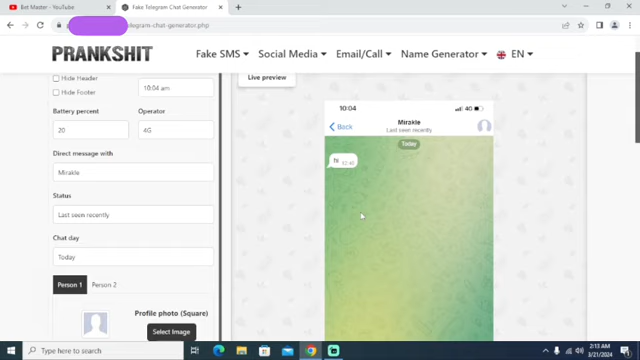 Bet Master - YouTube
Fake Telegram Chat Generator
elegram-chat-generator.php
PRANKSHIT
Fake SMS
Social Media
Email/Call
Name Generator
EN
Hide Header
Hide Footer
10:04 am
Battery percent
Operator
20
4G
Direct message with
Mirakle
Status
Last seen recently
Chat day
Today
Person 1
Person 2
Profile photo (Square)
Select Image
Live preview
10:04
4G
Back
Mirakle
Last seen recently
Today
hi 12:40
Type here to search
2:13 AM
3/21/2024